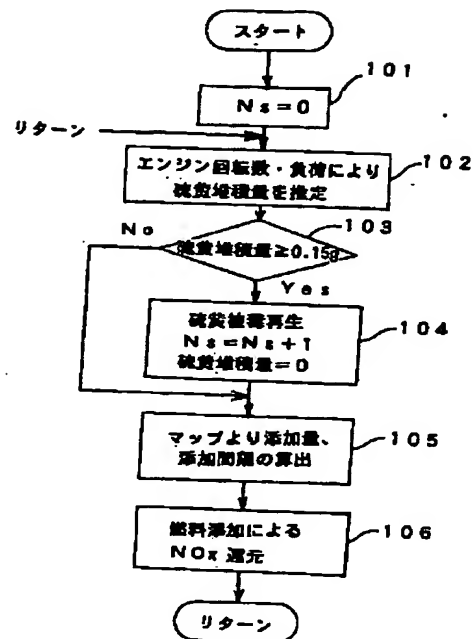 スタート
101
Ns=0
リターン
エンジン回転数・負荷により
硫黄堆積量を推定
102
103
No
硫黄堆積量≧0.15g
Yes
硫黄被毒再生
Ns=Ns+1
硫黄堆積量=0
104
マップより添加量、
添加間隔の算出
105
燃料添加による
NOx還元
106
リターン